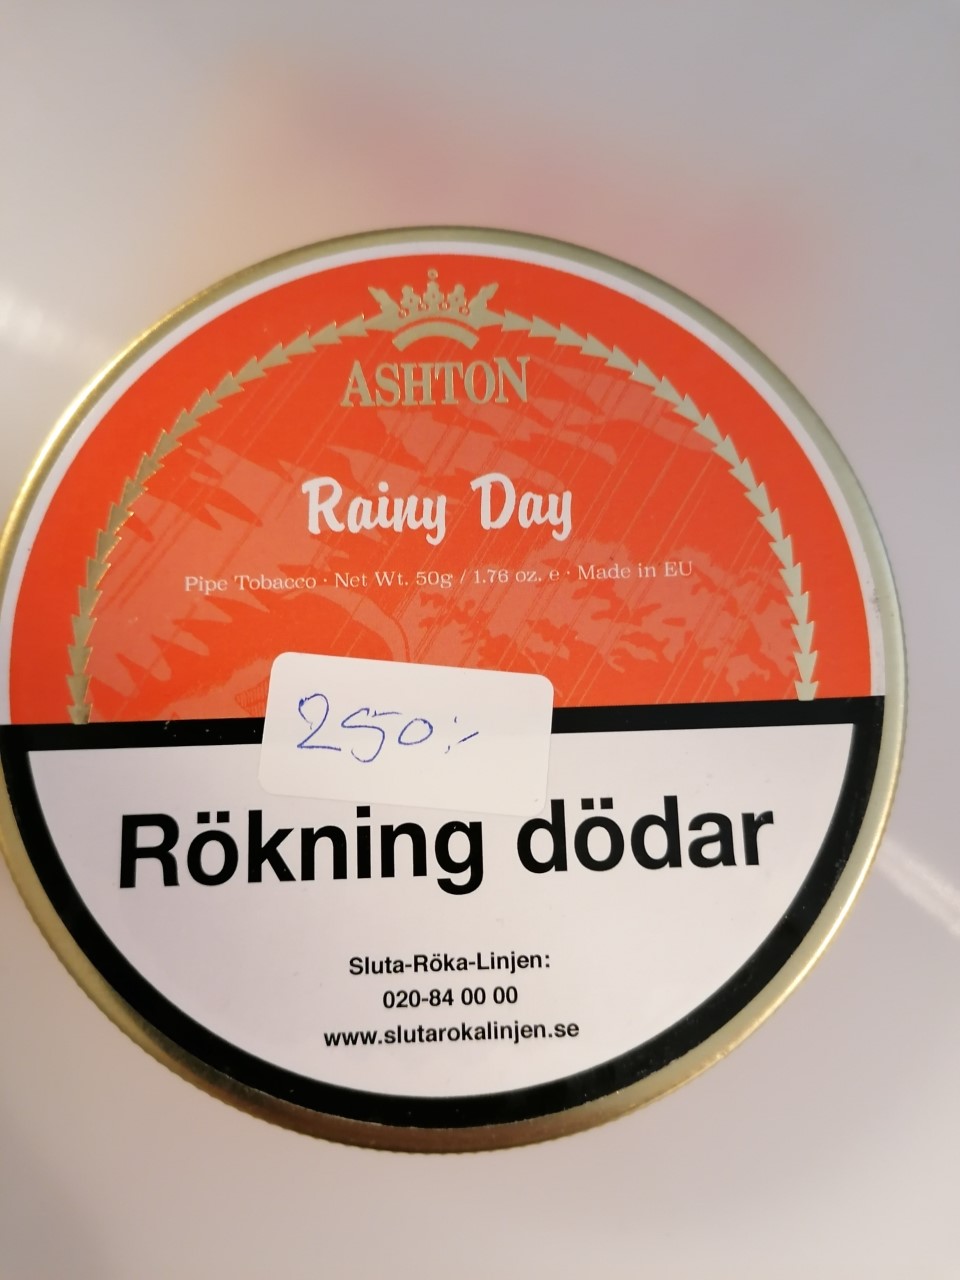 ASHTON
Rainy Day
Pipe Tobacco · Net Wt. 50g / 1.76 oz. e · Made in EU
250:-
Rökning dödar
Sluta-Röka-Linjen:
020-84 00 00
www.slutarokalinjen.se